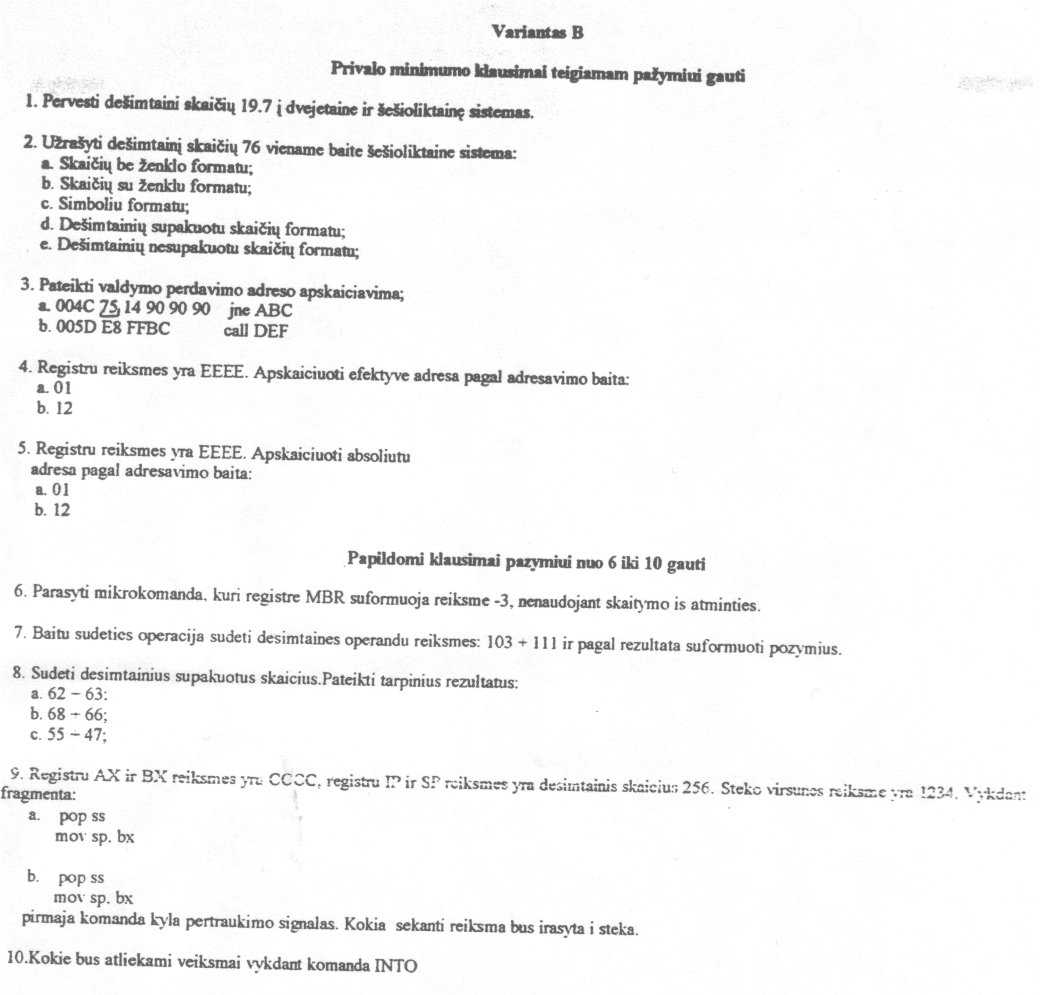 Variantas B
Privalo minimumo klausimai teigiamam pažymiui gauti
1. Pervesti dešimtaini skaičių 19.7 į dvejetaine ir šešioliktainę sistemas.
2. Užrašyti dešimtainį skaičių 76 viename baite šešioliktaine sistema:
a. Skaičių be ženklo formatu;
b. Skaičių su ženklu formatu;
c. Simboliu formatu;
d. Dešimtainių supakuotu skaičių formatu;
e. Dešimtainių nesupakuotu skaičių formatu;
3. Pateikti valdymo perdavimo adreso apskaiciavima;
a. 004C 75 14 90 90 90 jne ABC
b. 005D E8 FFBC call DEF
4. Registru reiksmes yra EEEE. Apskaiciuoti efektyve adresa pagal adresavimo baita:
a. 01
b. 12
5. Registru reiksmes yra EEEE. Apskaiciuoti absoliutu
adresa pagal adresavimo baita:
a. 01
b. 12
Papildomi klausimai pazymiui nuo 6 iki 10 gauti
6. Parasyti mikrokomanda, kuri registre MBR suformuoja reiksme -3, nenaudojant skaitymo is atminties.
7. Baitu sudeties operacija sudeti desimtaines operandu reiksmes: 103 + 111 ir pagal rezultata suformuoti pozymius.
8. Sudeti desimtainius supakuotus skaicius.Pateikti tarpinius rezultatus:
a. 62 + 63:
b. 68 + 66;
c. 55 + 47;
9. Registru AX ir BX reiksmes yra CCCC, registru IP ir SP reiksmes yra desimtainis skaicius 256. Steko virsunes reiksme yra 1234. Vykdant
fragmenta:
a. pop ss
mov sp. bx
b. pop ss
mov sp. bx
pirmaja komanda kyla pertraukimo signalas. Kokia sekanti reiksma bus irasyta i steka.
10.Kokie bus atliekami veiksmai vykdant komanda INTO